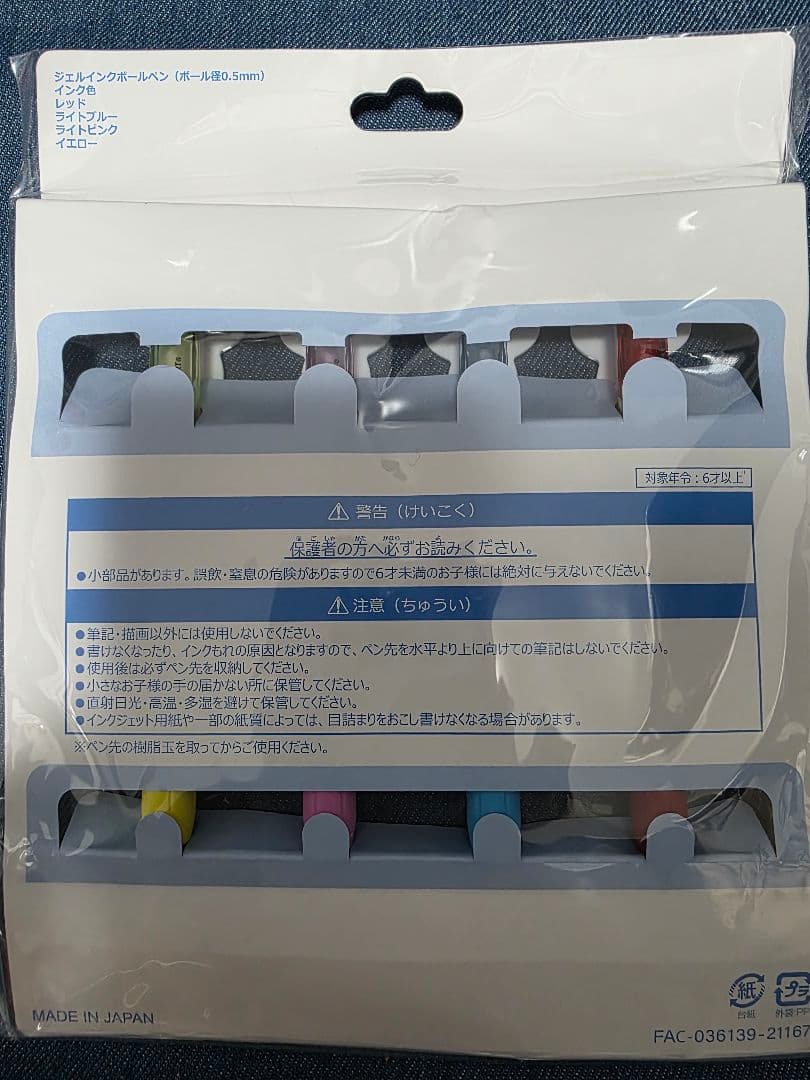 ジェルインクボールペン（ボール径0.5mm）
インク色
レッド
ライトブルー
ライトピンク
イエロー
対象年令：6才以上
⚠ 警告（けいこく）
保護者の方へ必ずお読みください。
●小部品があります。誤飲・窒息の危険がありますので6才未満のお子様には絶対に与えないでください。
⚠ 注意（ちゅうい）
●筆記・描画以外には使用しないでください。
●書けなくなったり、インクもれの原因となりますので、ペン先を水平より上に向けての筆記はしないでください。
●使用後は必ずペン先を収納してください。
●小さなお子様の手の届かない所に保管してください。
●直射日光・高温・多湿を避けて保管してください。
●インクジェット用紙や一部の紙質によっては、目詰まりをおこし書けなくなる場合があります。
※ペン先の樹脂玉を取ってからご使用ください。
紙
台紙
プラ
外袋:PP
MADE IN JAPAN
FAC-036139-21167